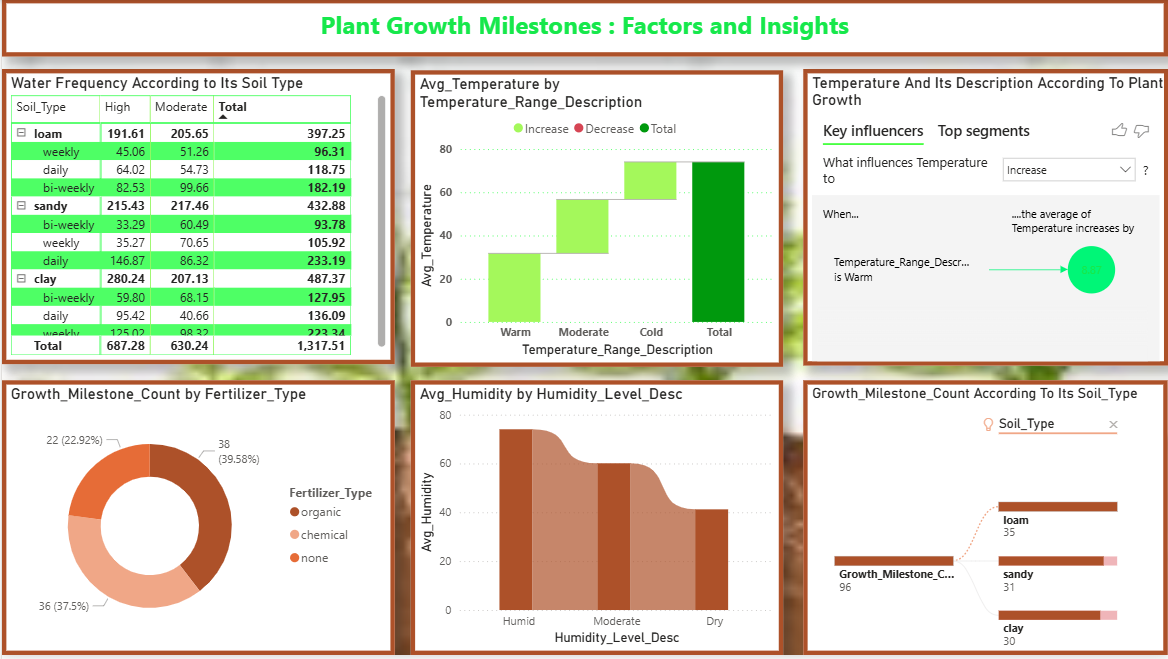 Plant Growth Milestones : Factors and Insights
Water Frequency According to Its Soil Type
Soil_Type High Moderate Total
loam 191.61 205.65 397.25
weekly 45.06 51.26 96.31
daily 64.02 54.73 118.75
bi-weekly 82.53 99.66 182.19
sandy 215.43 217.46 432.88
bi-weekly 33.29 60.49 93.78
weekly 35.27 70.65 105.92
daily 146.87 86.32 233.19
clay 280.24 207.13 487.37
bi-weekly 59.80 68.15 127.95
daily 95.42 40.66 136.09
weekly 125.02 98.32 223.34
Total 687.28 630.24 1,317.51
Avg_Temperature by
Temperature_Range_Description
Increase Decrease Total
Avg_Temperature
80
60
40
20
0
Warm Moderate Cold Total
Temperature_Range_Description
Temperature And Its Description According To Plant
Growth
Key influencers Top segments
What influences Temperature
to
Increase ?
When...
....the average of
Temperature increases by
Temperature_Range_Descr...
is Warm
Growth_Milestone_Count by Fertilizer_Type
22 (22.92%)
38
(39.58%)
36 (37.5%)
Fertilizer_Type
organic
chemical
none
Avg_Humidity by Humidity_Level_Desc
Avg_Humidity
80
60
40
20
0
Humid Moderate Dry
Humidity_Level_Desc
Growth_Milestone_Count According To Its Soil_Type
Soil_Type
Growth_Milestone_C...
96
loam
35
sandy
31
clay
30